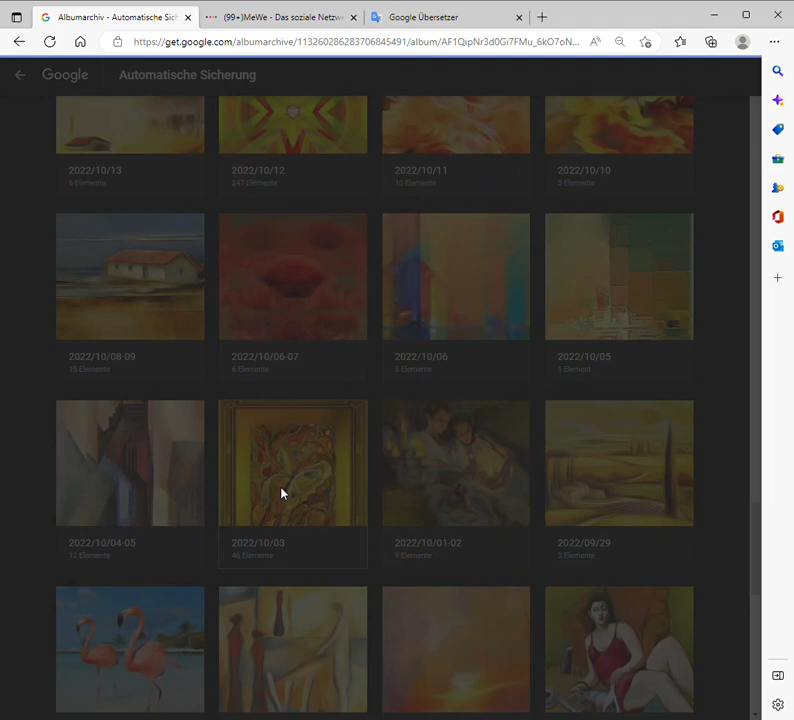 Albumarchiv - Automatische Sich
(99+)MeWe - Das soziale Netzwe
Google Übersetzer
https://get.google.com/albumarchive/113260286283706845491/album/AF1QipNr3d0Gi7FMu_6kO7oN...
Google
Automatische Sicherung
2022/10/13
6 Elemente
2022/10/12
247 Elemente
2022/10/11
10 Elemente
2022/10/10
3 Elemente
2022/10/08-09
15 Elemente
2022/10/06-07
6 Elemente
2022/10/06
5 Elemente
2022/10/05
1 Element
2022/10/04-05
12 Elemente
2022/10/03
46 Elemente
2022/10/01-02
9 Elemente
2022/09/29
3 Elemente